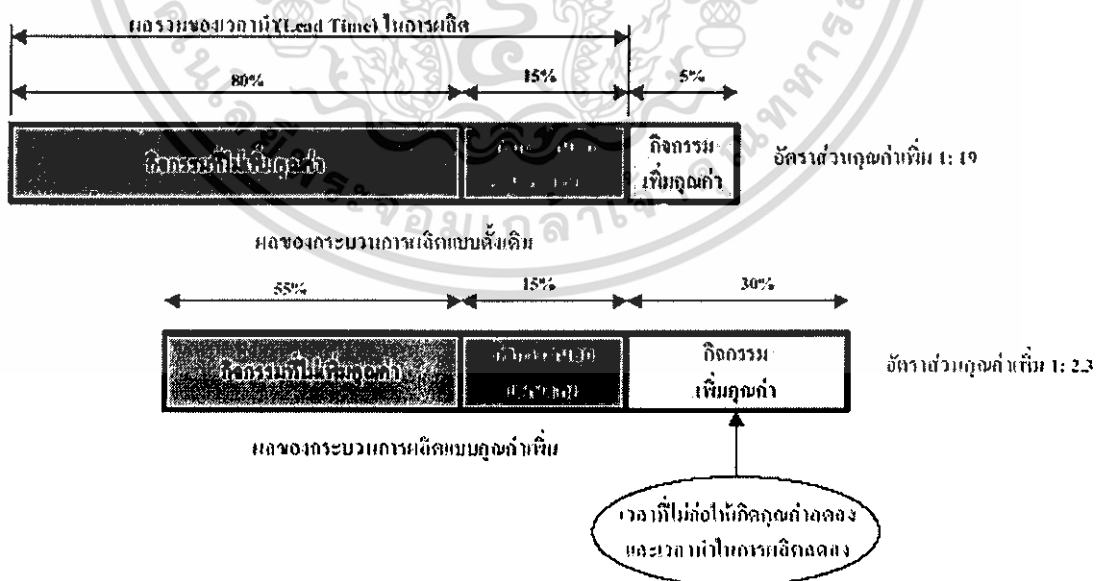 ผลรวมของเวลานำ(Lead Time) ในการผลิต
80%
15%
5%
กิจกรรมที่ไม่เพิ่มคุณค่า
กิจกรรม
เพิ่มคุณค่า
อัตราส่วนคุณค่าเพิ่ม 1: 19
ผลของกระบวนการผลิตแบบดั้งเดิม
55%
15%
30%
กิจกรรมที่ไม่เพิ่มคุณค่า
กิจกรรม
เพิ่มคุณค่า
อัตราส่วนคุณค่าเพิ่ม 1: 2.3
ผลของกระบวนการผลิตแบบคุณค่าเพิ่ม
เวลาที่ไม่ก่อให้เกิดคุณค่าลดลง
และเวลานำในการผลิตลดลง